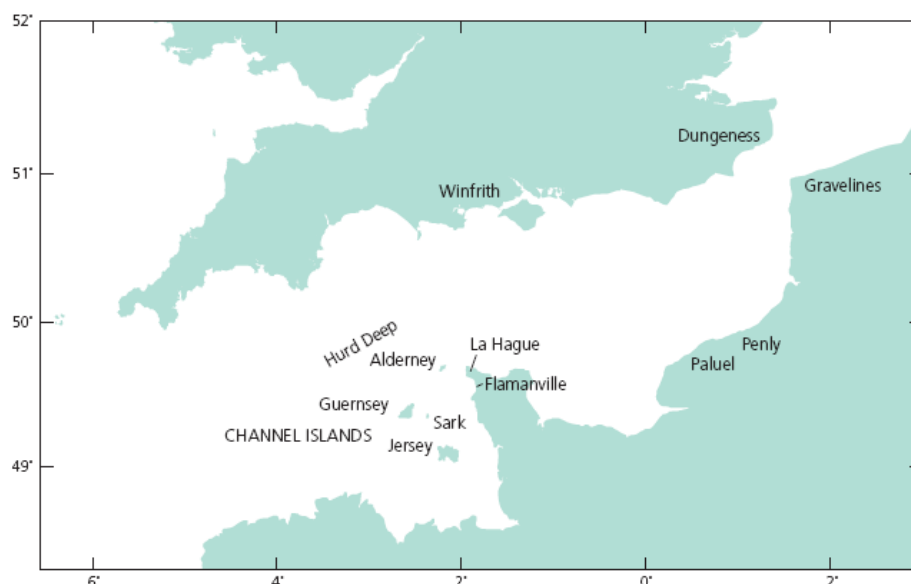 52°
51°
Dungeness
Gravelines
Winfrith
50°
Hurd Deep
La Hague
Penly
Alderney
Paluel
Flamanville
Guernsey
Sark
CHANNEL ISLANDS
Jersey
49°
6° 4° 2° 0° 2°